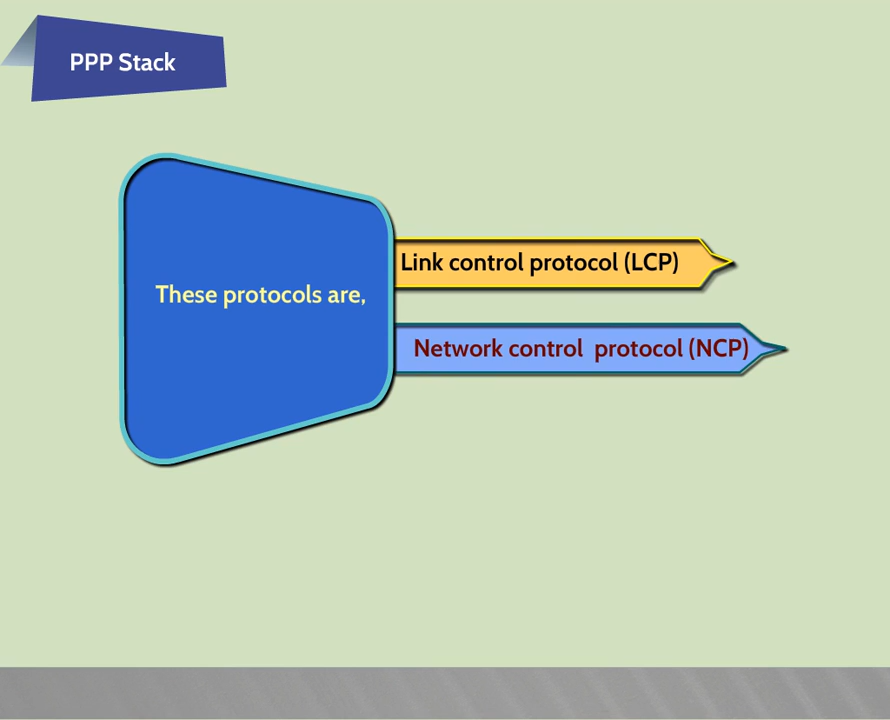 PPP Stack
These protocols are,
Link control protocol (LCP)
Network control  protocol (NCP)